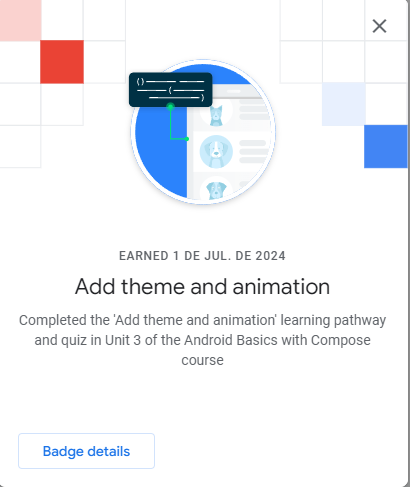 EARNED 1 DE JUL. DE 2024
Add theme and animation
Completed the 'Add theme and animation' learning pathway
and quiz in Unit 3 of the Android Basics with Compose
course
Badge details